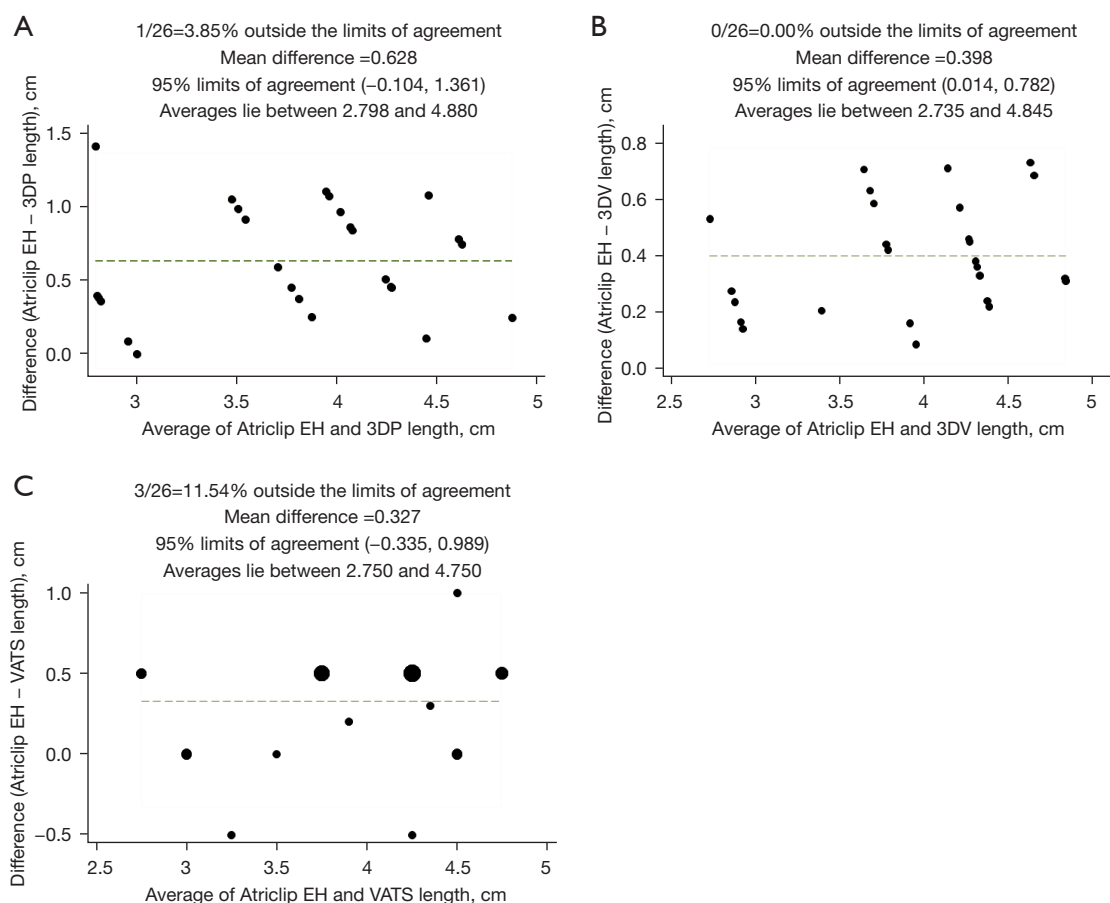 A
1/26=3.85% outside the limits of agreement
Mean difference =0.628
95% limits of agreement (−0.104, 1.361)
Averages lie between 2.798 and 4.880
Difference (Atriclip EH − 3DP length), cm
1.5
1.0
0.5
0.0
3 3.5 4 4.5 5
Average of Atriclip EH and 3DP length, cm
B
0/26=0.00% outside the limits of agreement
Mean difference =0.398
95% limits of agreement (0.014, 0.782)
Averages lie between 2.735 and 4.845
Difference (Atriclip EH − 3DV length), cm
0.8
0.6
0.4
0.2
0.0
2.5 3 3.5 4 4.5 5
Average of Atriclip EH and 3DV length, cm
C
3/26=11.54% outside the limits of agreement
Mean difference =0.327
95% limits of agreement (−0.335, 0.989)
Averages lie between 2.750 and 4.750
Difference (Atriclip EH − VATS length), cm
1.0
0.5
0.0
−0.5
2.5 3 3.5 4 4.5 5
Average of Atriclip EH and VATS length, cm